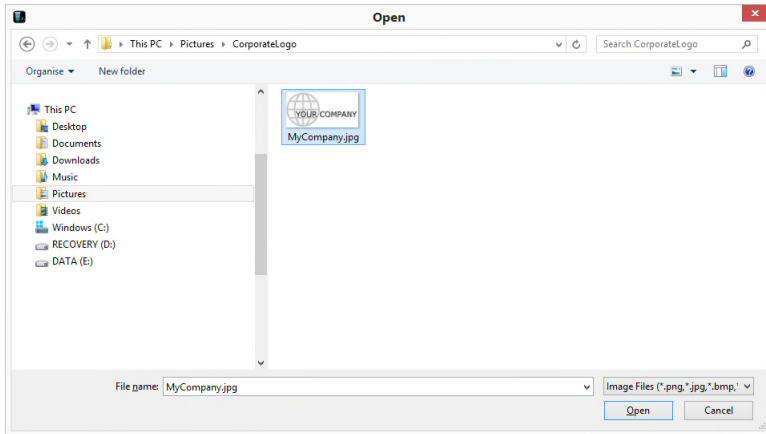 Open
This PC Pictures CorporateLogo
Search CorporateLogo
Organise New folder
This PC
Desktop
Documents
Downloads
Music
Pictures
Videos
Windows (C:)
RECOVERY (D:)
DATA (E:)
YOUR COMPANY
MyCompany.jpg
File name: MyCompany.jpg
Image Files (*.png,*.jpg,*.bmp,*
Open Cancel